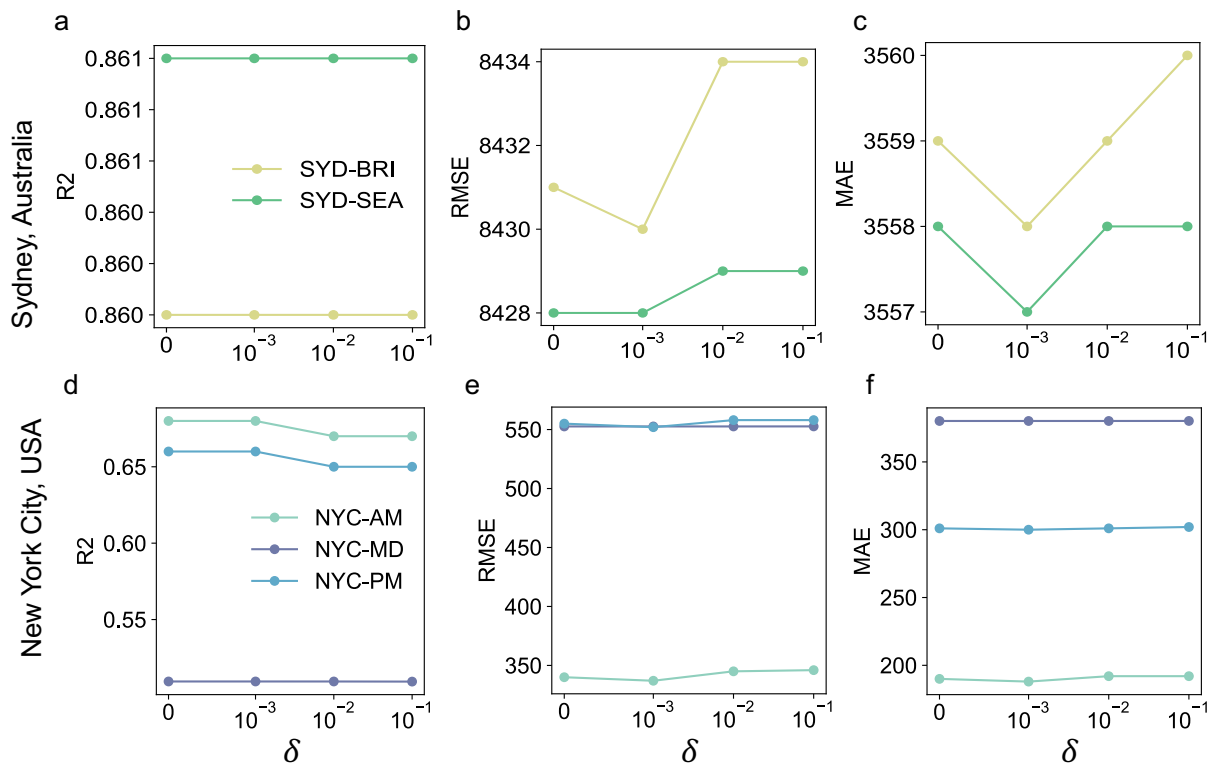 a
b
c
Sydney, Australia
R2
0.861
0.861
0.861
0.860
0.860
0.860
SYD-BRI
SYD-SEA
0
10⁻³
10⁻²
10⁻¹
RMSE
8434
8432
8430
8428
0
10⁻³
10⁻²
10⁻¹
MAE
3560
3559
3558
3557
0
10⁻³
10⁻²
10⁻¹
d
e
f
New York City, USA
R2
0.65
0.60
0.55
NYC-AM
NYC-MD
NYC-PM
0
10⁻³
10⁻²
10⁻¹
δ
RMSE
550
500
450
400
350
0
10⁻³
10⁻²
10⁻¹
δ
MAE
350
300
250
200
0
10⁻³
10⁻²
10⁻¹
δ